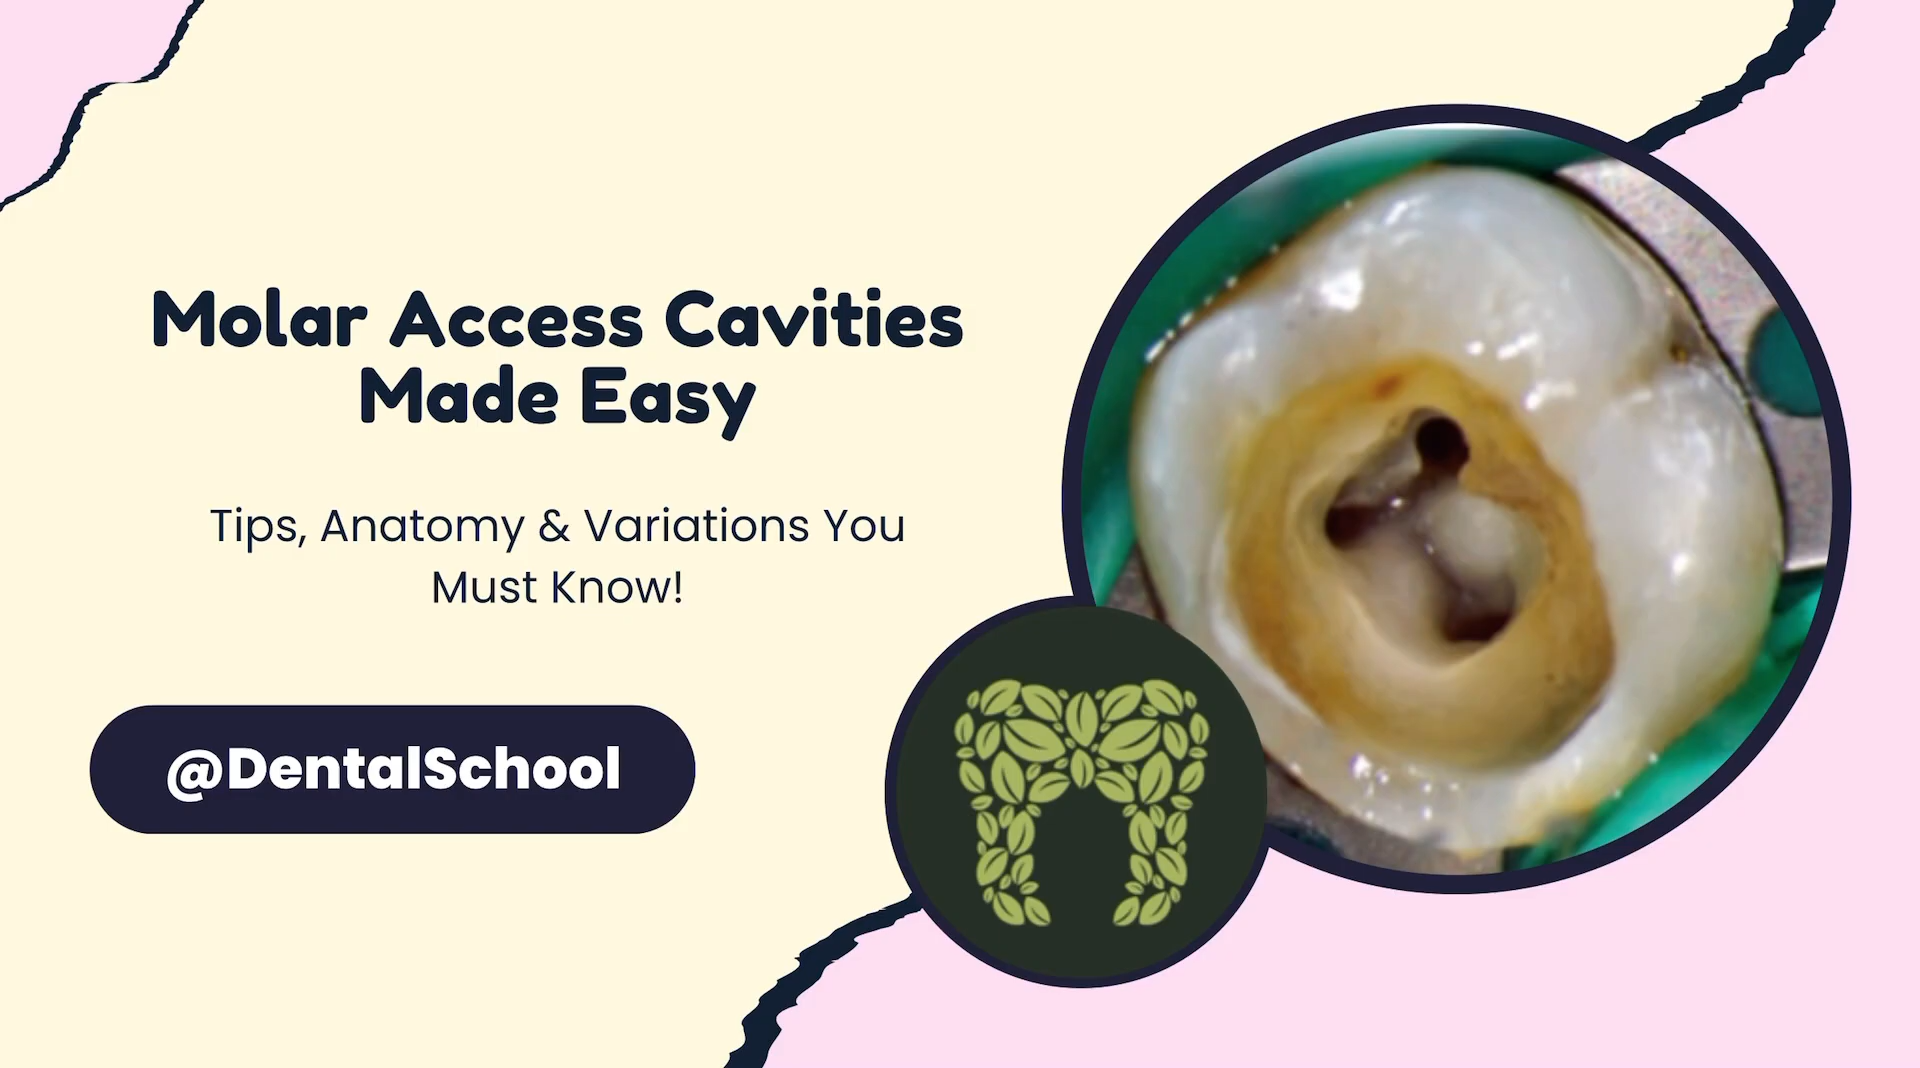 Molar Access Cavities
Made Easy
Tips, Anatomy & Variations You
Must Know!
@DentalSchool